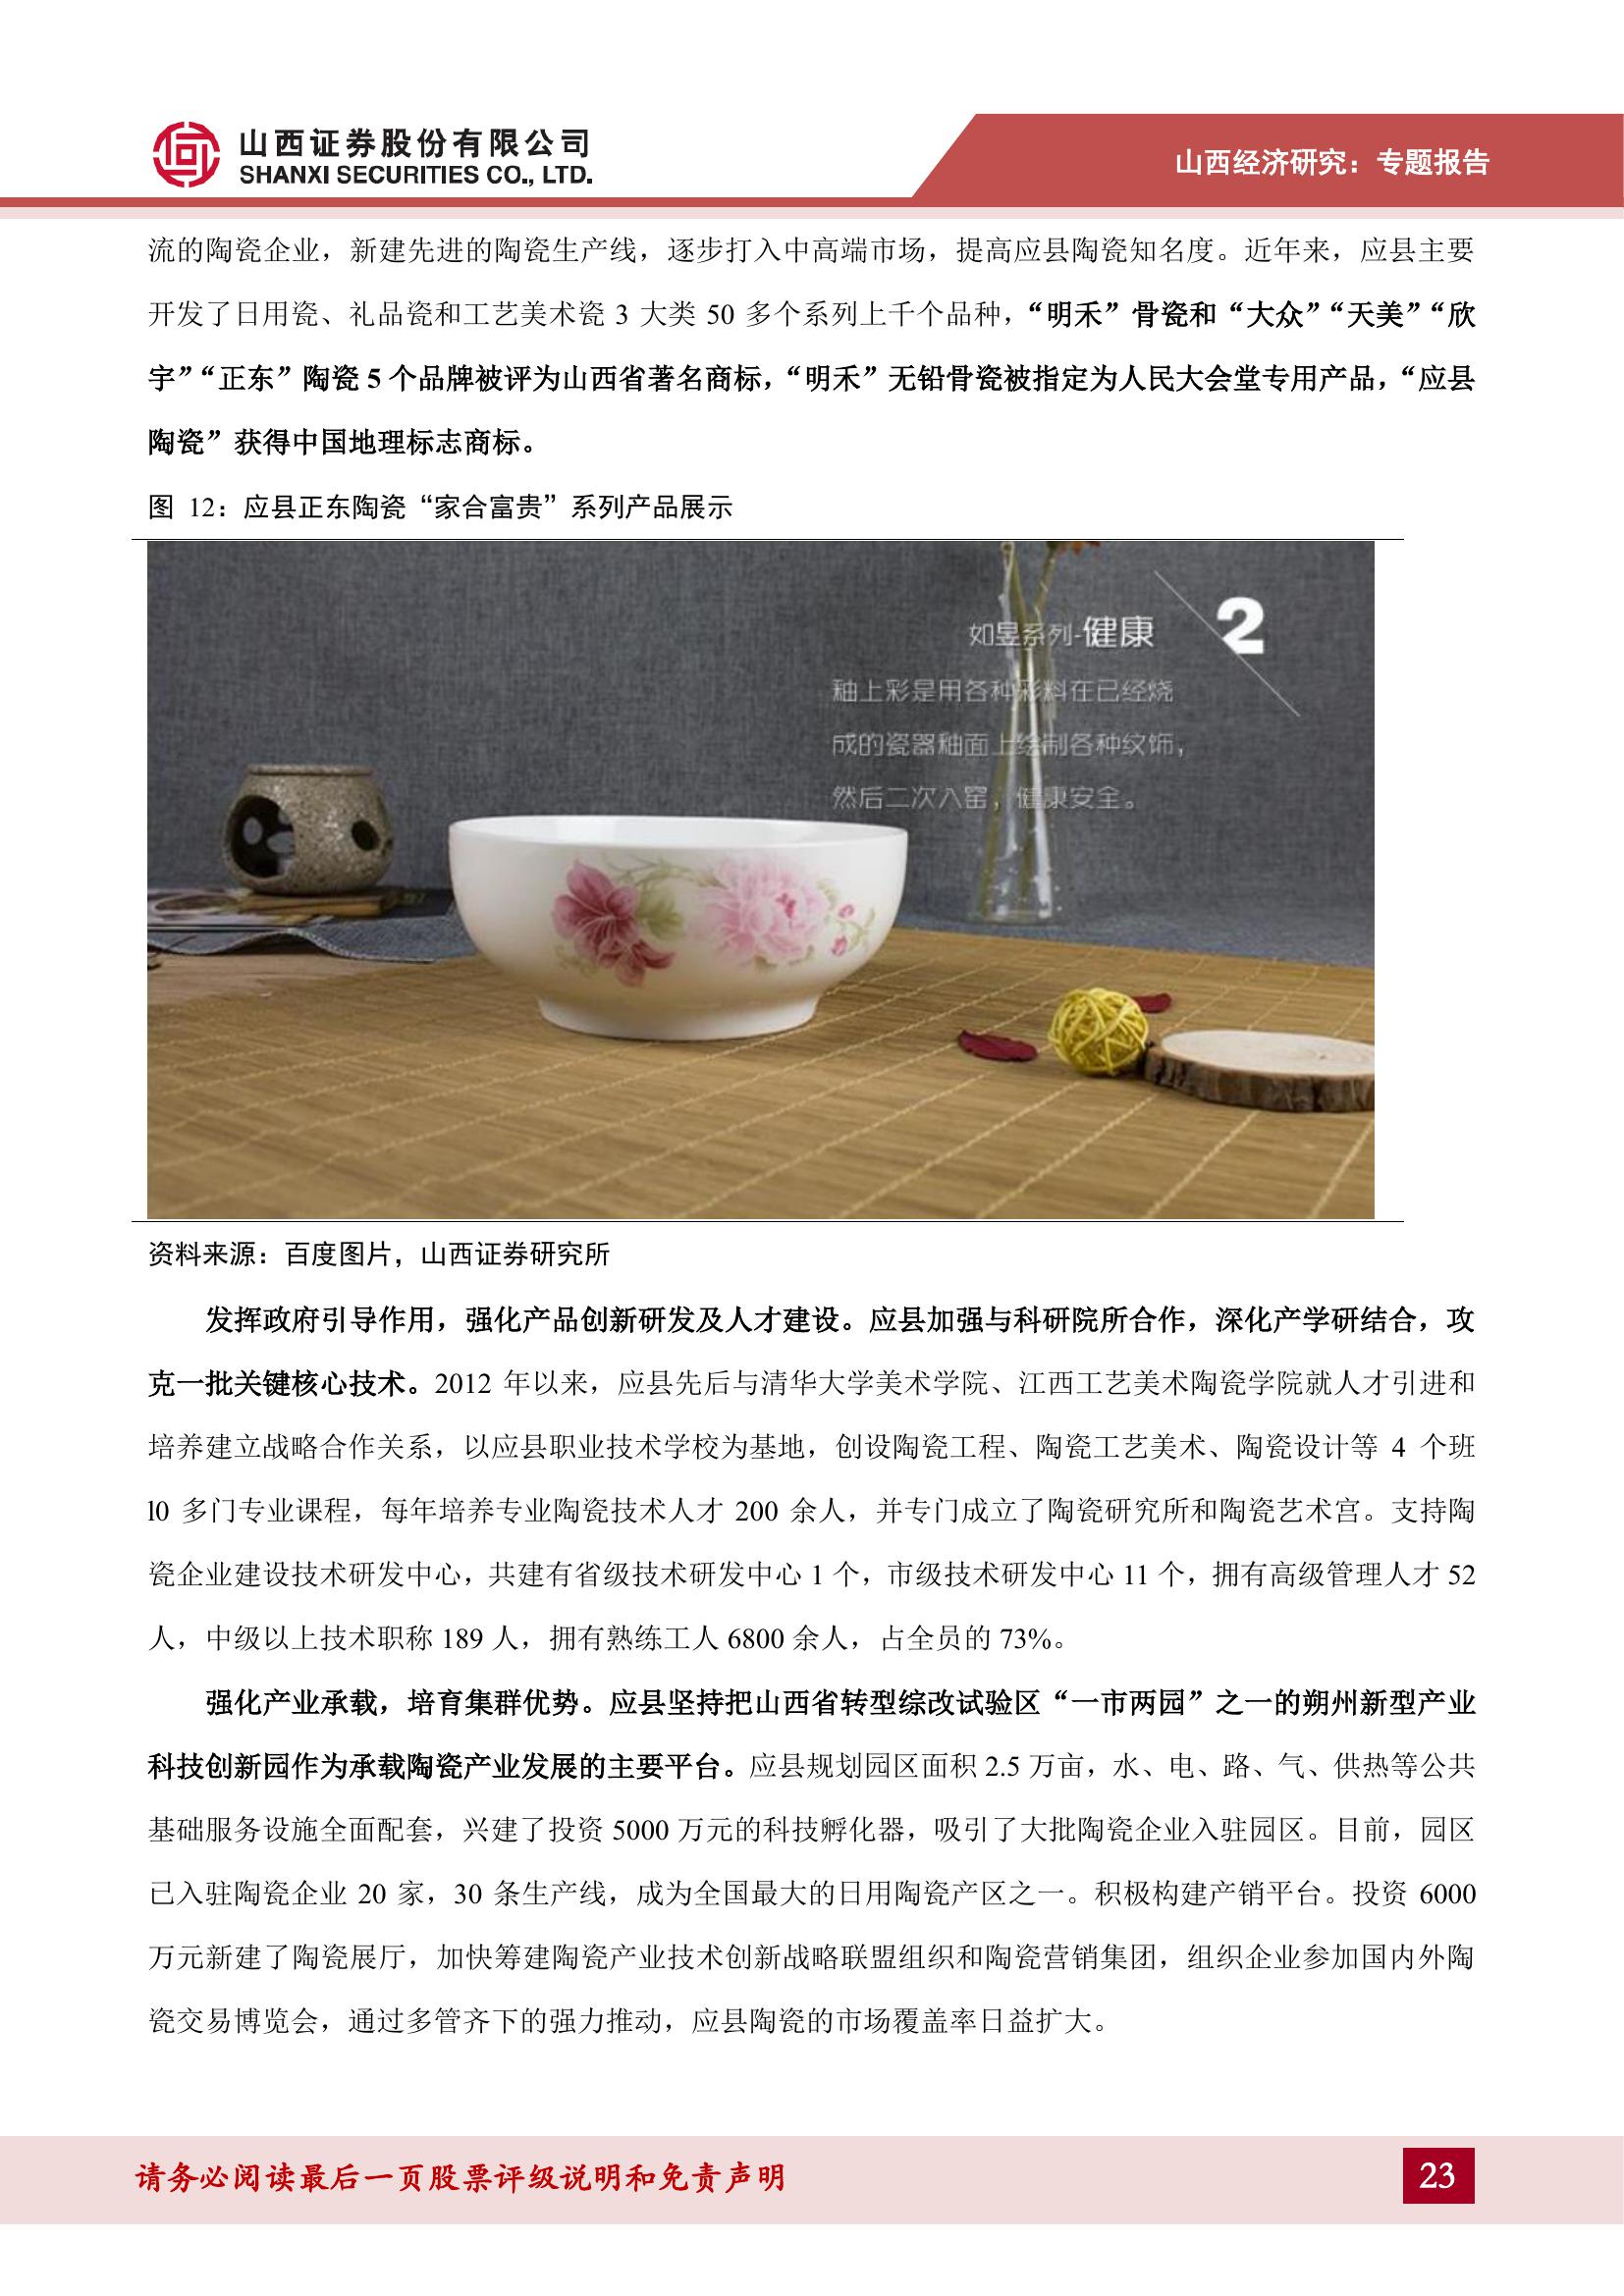 山西证券股份有限公司
SHANXI SECURITIES CO., LTD.
山西经济研究：专题报告
流的陶瓷企业，新建先进的陶瓷生产线，逐步打入中高端市场，提高应县陶瓷知名度。近年来，应县主要
开发了日用瓷、礼品瓷和工艺美术瓷 3 大类 50 多个系列上千个品种，“明禾”骨瓷和“大众”“天美”“欣
宇”“正东”陶瓷 5 个品牌被评为山西省著名商标，“明禾”无铅骨瓷被指定为人民大会堂专用产品，“应县
陶瓷”获得中国地理标志商标。
图 12：应县正东陶瓷“家合富贵”系列产品展示
如昱系列-健康
2
釉上彩是用各种彩料在已经烧
成的瓷器釉面上绘制各种纹饰，
然后二次入窑，健康安全。
资料来源：百度图片，山西证券研究所
发挥政府引导作用，强化产品创新研发及人才建设。应县加强与科研院所合作，深化产学研结合，攻
克一批关键核心技术。2012 年以来，应县先后与清华大学美术学院、江西工艺美术陶瓷学院就人才引进和
培养建立战略合作关系，以应县职业技术学校为基地，创设陶瓷工程、陶瓷工艺美术、陶瓷设计等 4 个班
l0 多门专业课程，每年培养专业陶瓷技术人才 200 余人，并专门成立了陶瓷研究所和陶瓷艺术宫。支持陶
瓷企业建设技术研发中心，共建有省级技术研发中心 1 个，市级技术研发中心 11 个，拥有高级管理人才 52
人，中级以上技术职称 189 人，拥有熟练工人 6800 余人，占全员的 73%。
强化产业承载，培育集群优势。应县坚持把山西省转型综改试验区“一市两园”之一的朔州新型产业
科技创新园作为承载陶瓷产业发展的主要平台。应县规划园区面积 2.5 万亩，水、电、路、气、供热等公共
基础服务设施全面配套，兴建了投资 5000 万元的科技孵化器，吸引了大批陶瓷企业入驻园区。目前，园区
已入驻陶瓷企业 20 家，30 条生产线，成为全国最大的日用陶瓷产区之一。积极构建产销平台。投资 6000
万元新建了陶瓷展厅，加快筹建陶瓷产业技术创新战略联盟组织和陶瓷营销集团，组织企业参加国内外陶
瓷交易博览会，通过多管齐下的强力推动，应县陶瓷的市场覆盖率日益扩大。
请务必阅读最后一页股票评级说明和免责声明
23